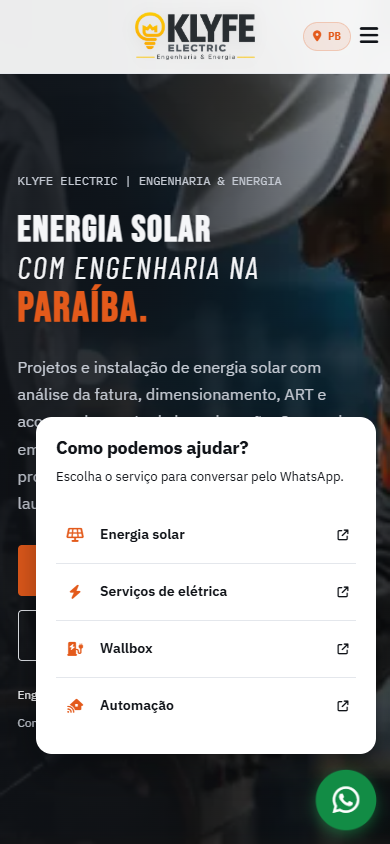 KLYFE
ELECTRIC
Engenharia & Energia
PB
KLYFE ELECTRIC | ENGENHARIA & ENERGIA
ENERGIA SOLAR
COM ENGENHARIA NA
PARAÍBA.
Projetos e instalação de energia solar com
análise da fatura, dimensionamento, ART e
Como podemos ajudar?
Escolha o serviço para conversar pelo WhatsApp.
Energia solar
Serviços de elétrica
Wallbox
Automação